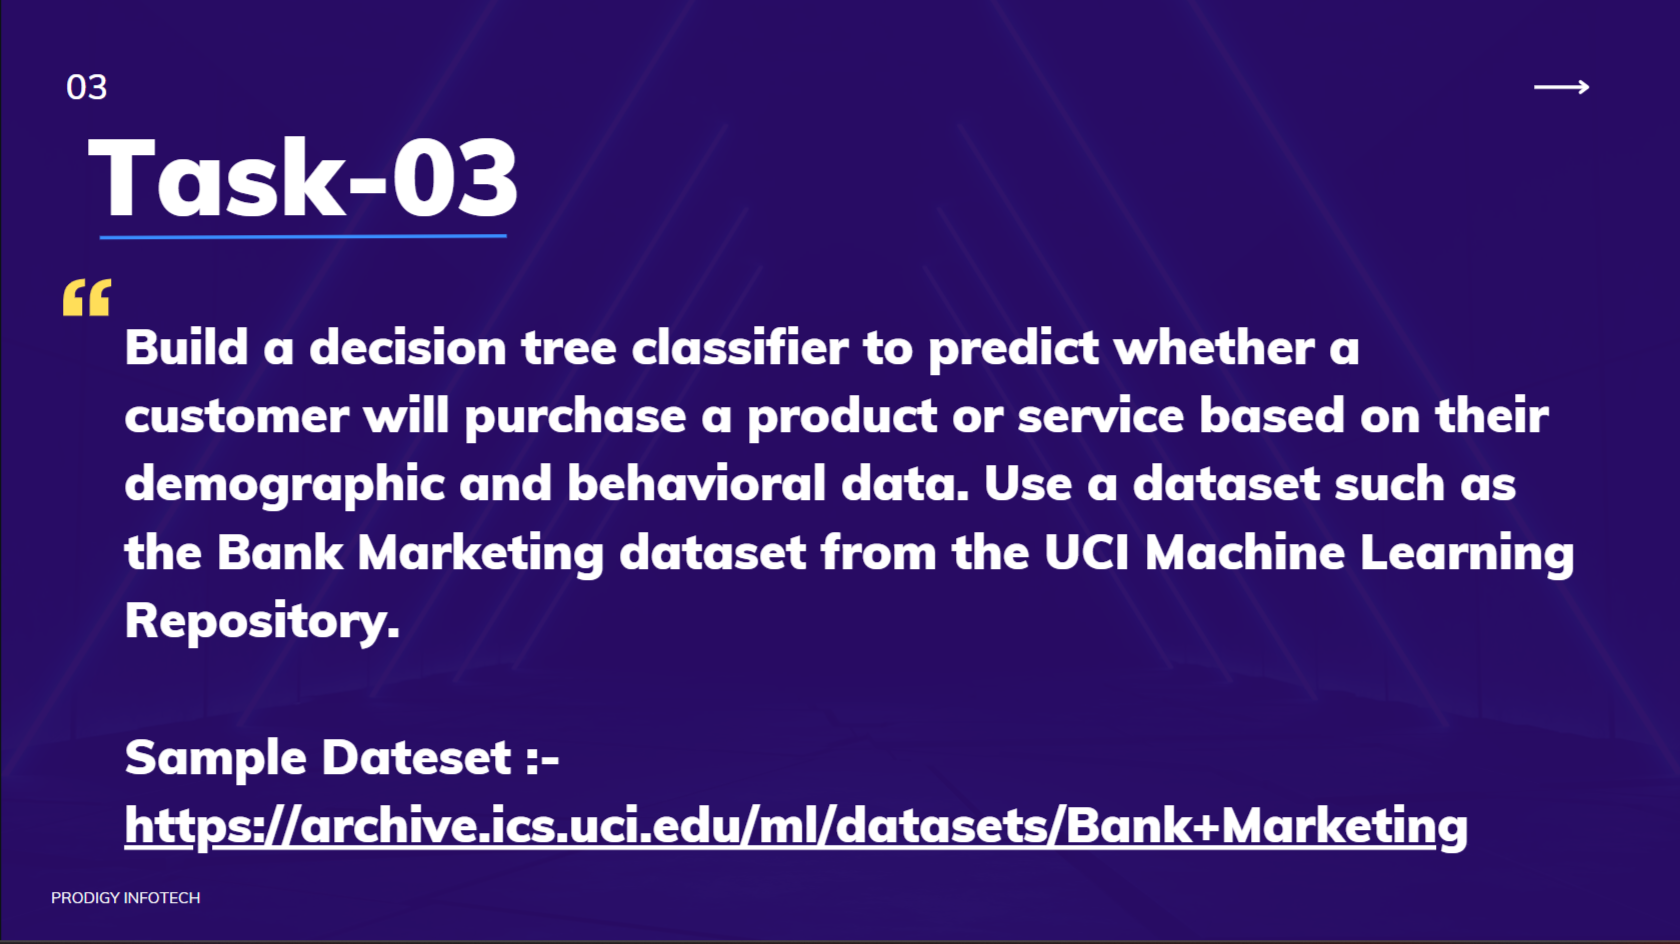 03
Task-03
“
Build a decision tree classifier to predict whether a
customer will purchase a product or service based on their
demographic and behavioral data. Use a dataset such as
the Bank Marketing dataset from the UCI Machine Learning
Repository.
Sample Dateset :-
https://archive.ics.uci.edu/ml/datasets/Bank+Marketing
PRODIGY INFOTECH